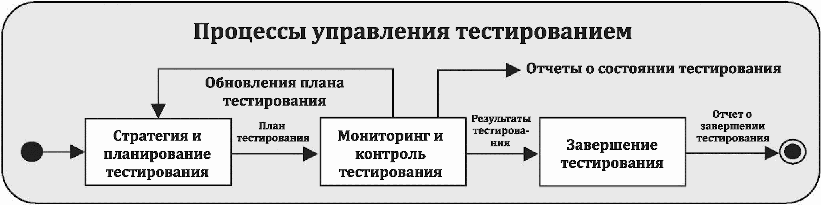 Процессы управления тестированием
Обновления плана
тестирования
Отчеты о состоянии тестирования
Стратегия и
планирование
тестирования
План
тестирования
Мониторинг и
контроль
тестирования
Результаты
тестирова-
ния
Завершение
тестирования
Отчет о
завершении
тестирования